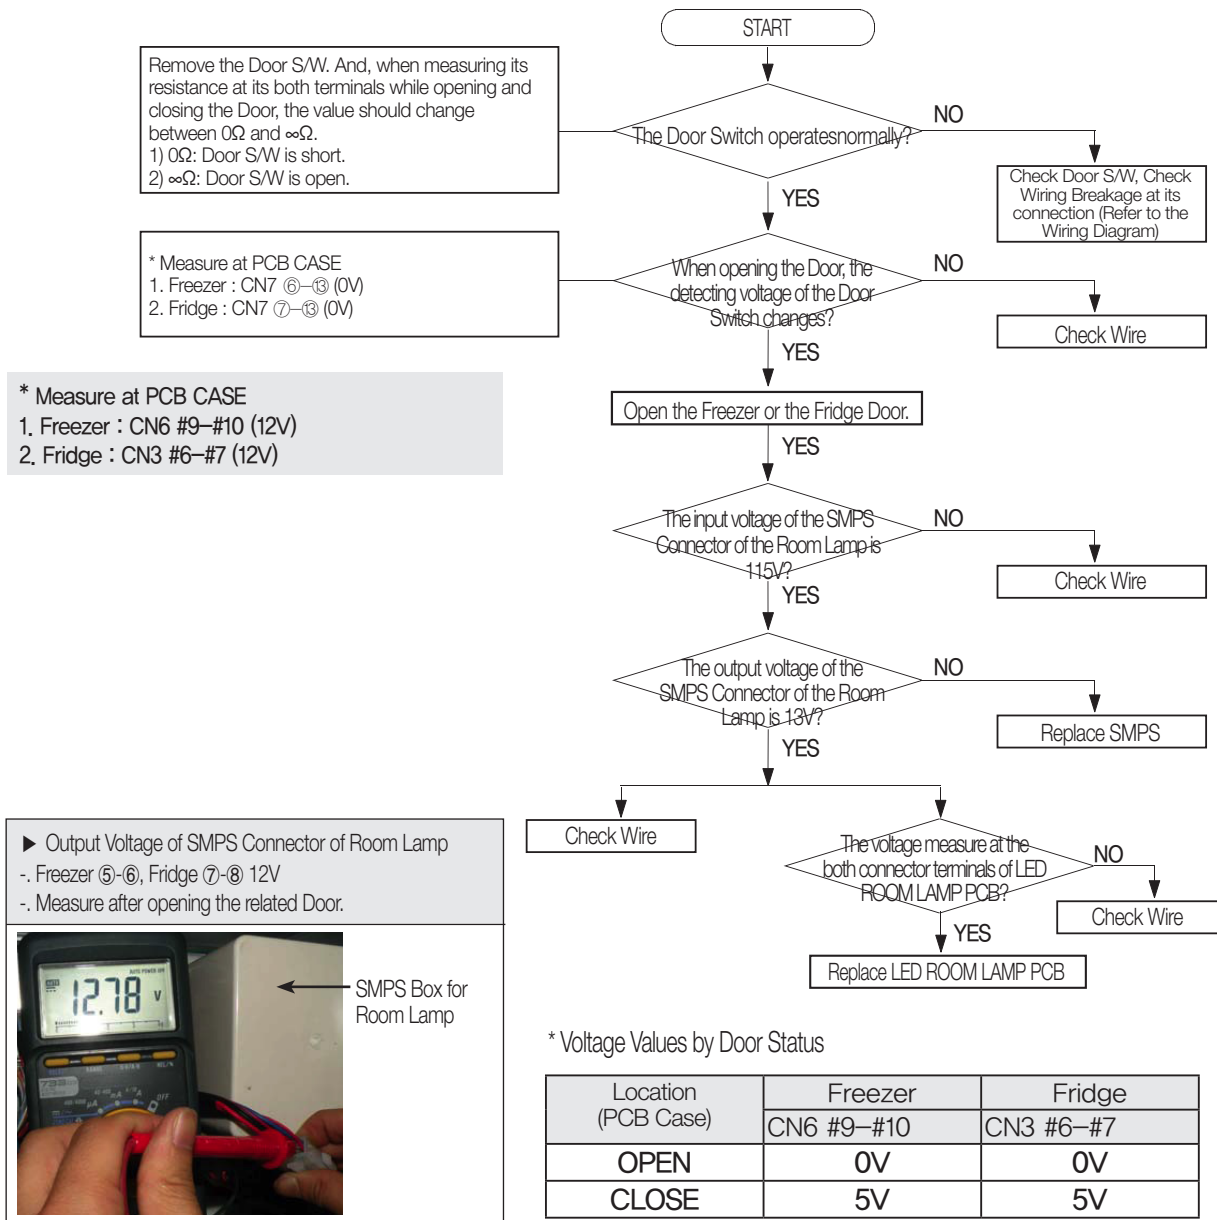 START
Remove the Door S/W. And, when measuring its
resistance at its both terminals while opening and
closing the Door, the value should change
between 0Ω and ∞Ω.
1) 0Ω: Door S/W is short.
2) ∞Ω: Door S/W is open.
The Door Switch operatesnormally?
NO
Check Door S/W, Check
Wiring Breakage at its
connection (Refer to the
Wiring Diagram)
YES
* Measure at PCB CASE
1. Freezer : CN7 ⑥–⑬ (0V)
2. Fridge : CN7 ⑦–⑬ (0V)
When opening the Door, the
detecting voltage of the Door
Switch changes?
NO
Check Wire
YES
* Measure at PCB CASE
1. Freezer : CN6 #9–#10 (12V)
2. Fridge : CN3 #6–#7 (12V)
Open the Freezer or the Fridge Door.
YES
The input voltage of the SMPS
Connector of the Room Lamp is
115V?
NO
Check Wire
YES
The output voltage of the
SMPS Connector of the Room
Lamp is 13V?
NO
Replace SMPS
YES
Check Wire
The voltage measure at the
both connector terminals of LED
ROOM LAMP PCB?
NO
Check Wire
YES
Replace LED ROOM LAMP PCB
▶ Output Voltage of SMPS Connector of Room Lamp
-. Freezer ⑤-⑥, Fridge ⑦-⑧ 12V
-. Measure after opening the related Door.
AUTO POWER OFF
12.78 V
733
OFF
SMPS Box for
Room Lamp
* Voltage Values by Door Status
Location
(PCB Case)
Freezer
Fridge
CN6 #9–#10
CN3 #6–#7
OPEN
0V
0V
CLOSE
5V
5V